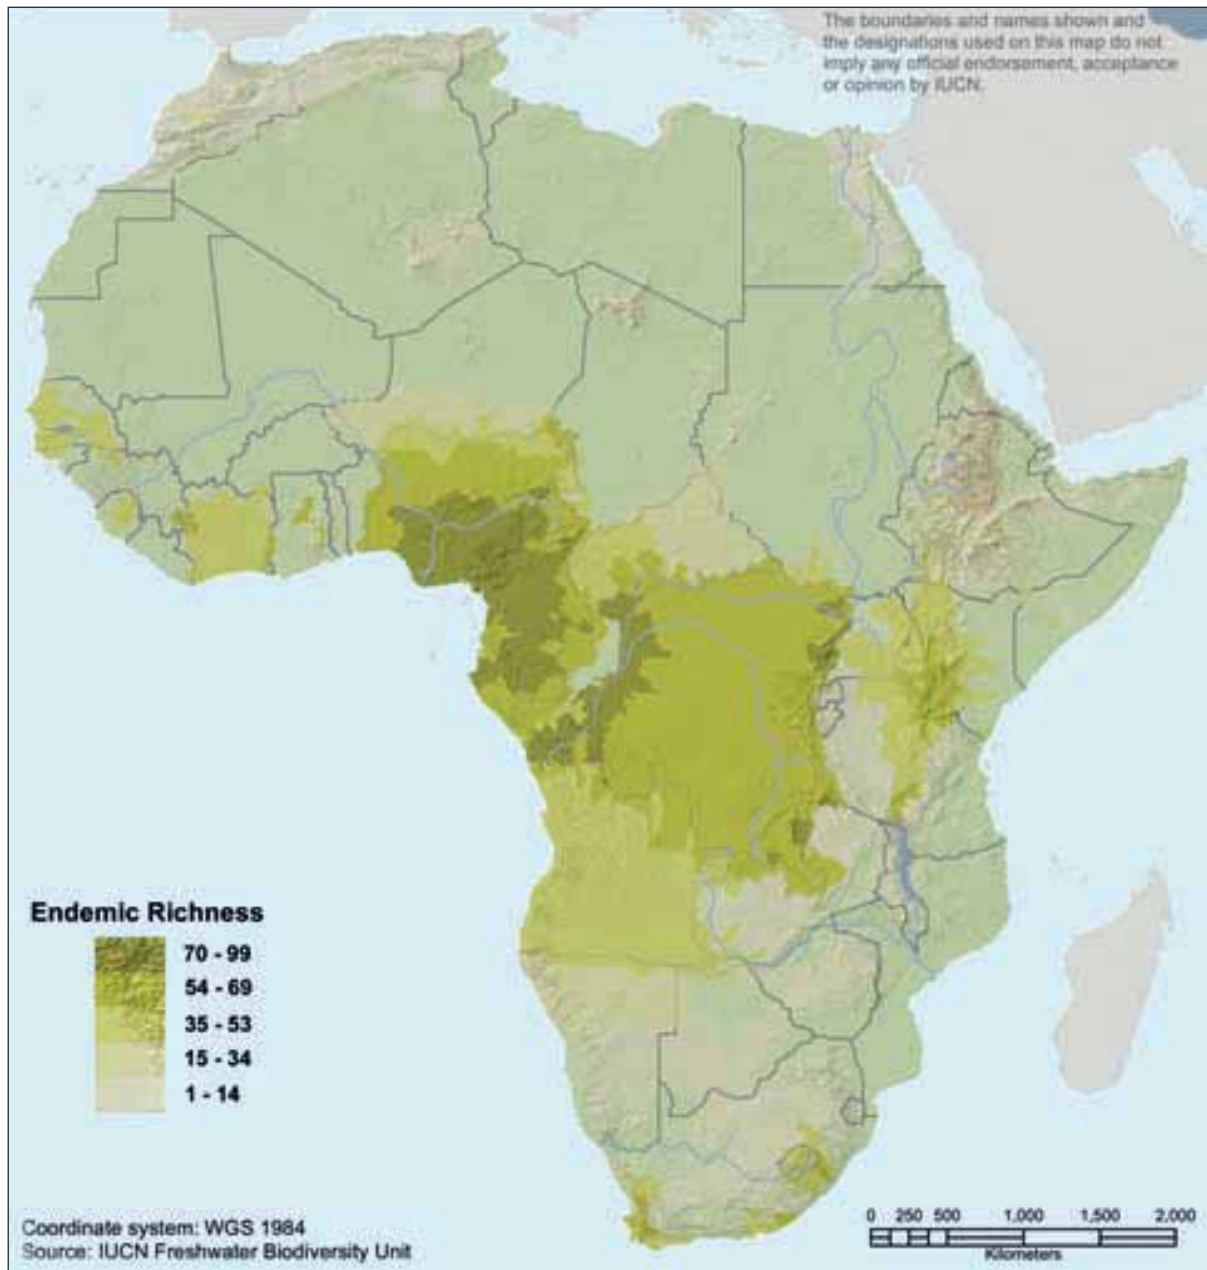 The boundaries and names shown and
the designations used on this map do not
imply any official endorsement, acceptance
or opinion by IUCN.
Endemic Richness
70 - 99
54 - 69
35 - 53
15 - 34
1 - 14
Coordinate system: WGS 1984
Source: IUCN Freshwater Biodiversity Unit
0 250 500 1,000 1,500 2,000
Kilometers